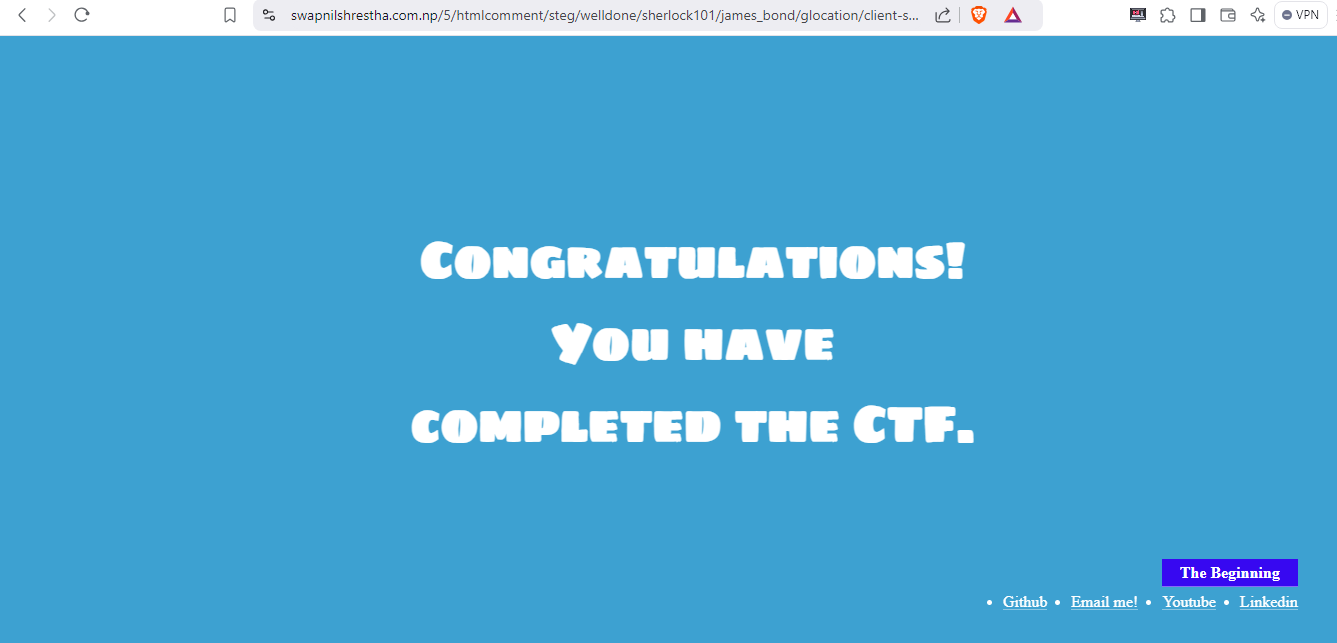 swapnilshrestha.com.np/5/htmlcomment/steg/welldone/sherlock101/james_bond/glocation/client-s...
VPN
Congratulations!
You have
completed the CTF.
The Beginning
• Github • Email me! • Youtube • Linkedin